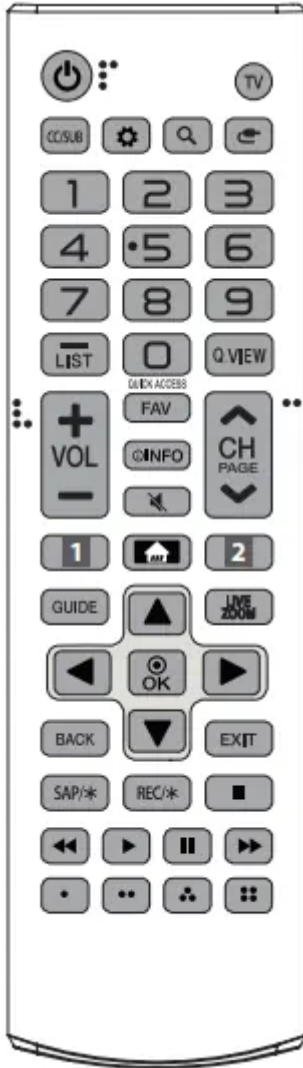 TV
CC/SUB
1 2 3
4 5 6
7 8 9
LIST 0 Q.VIEW
QUICK ACCESS
+ FAV
VOL ⓘINFO CH
PAGE
−
1 2
GUIDE LIVE
ZOOM
OK
BACK EXIT
SAP/* REC/*